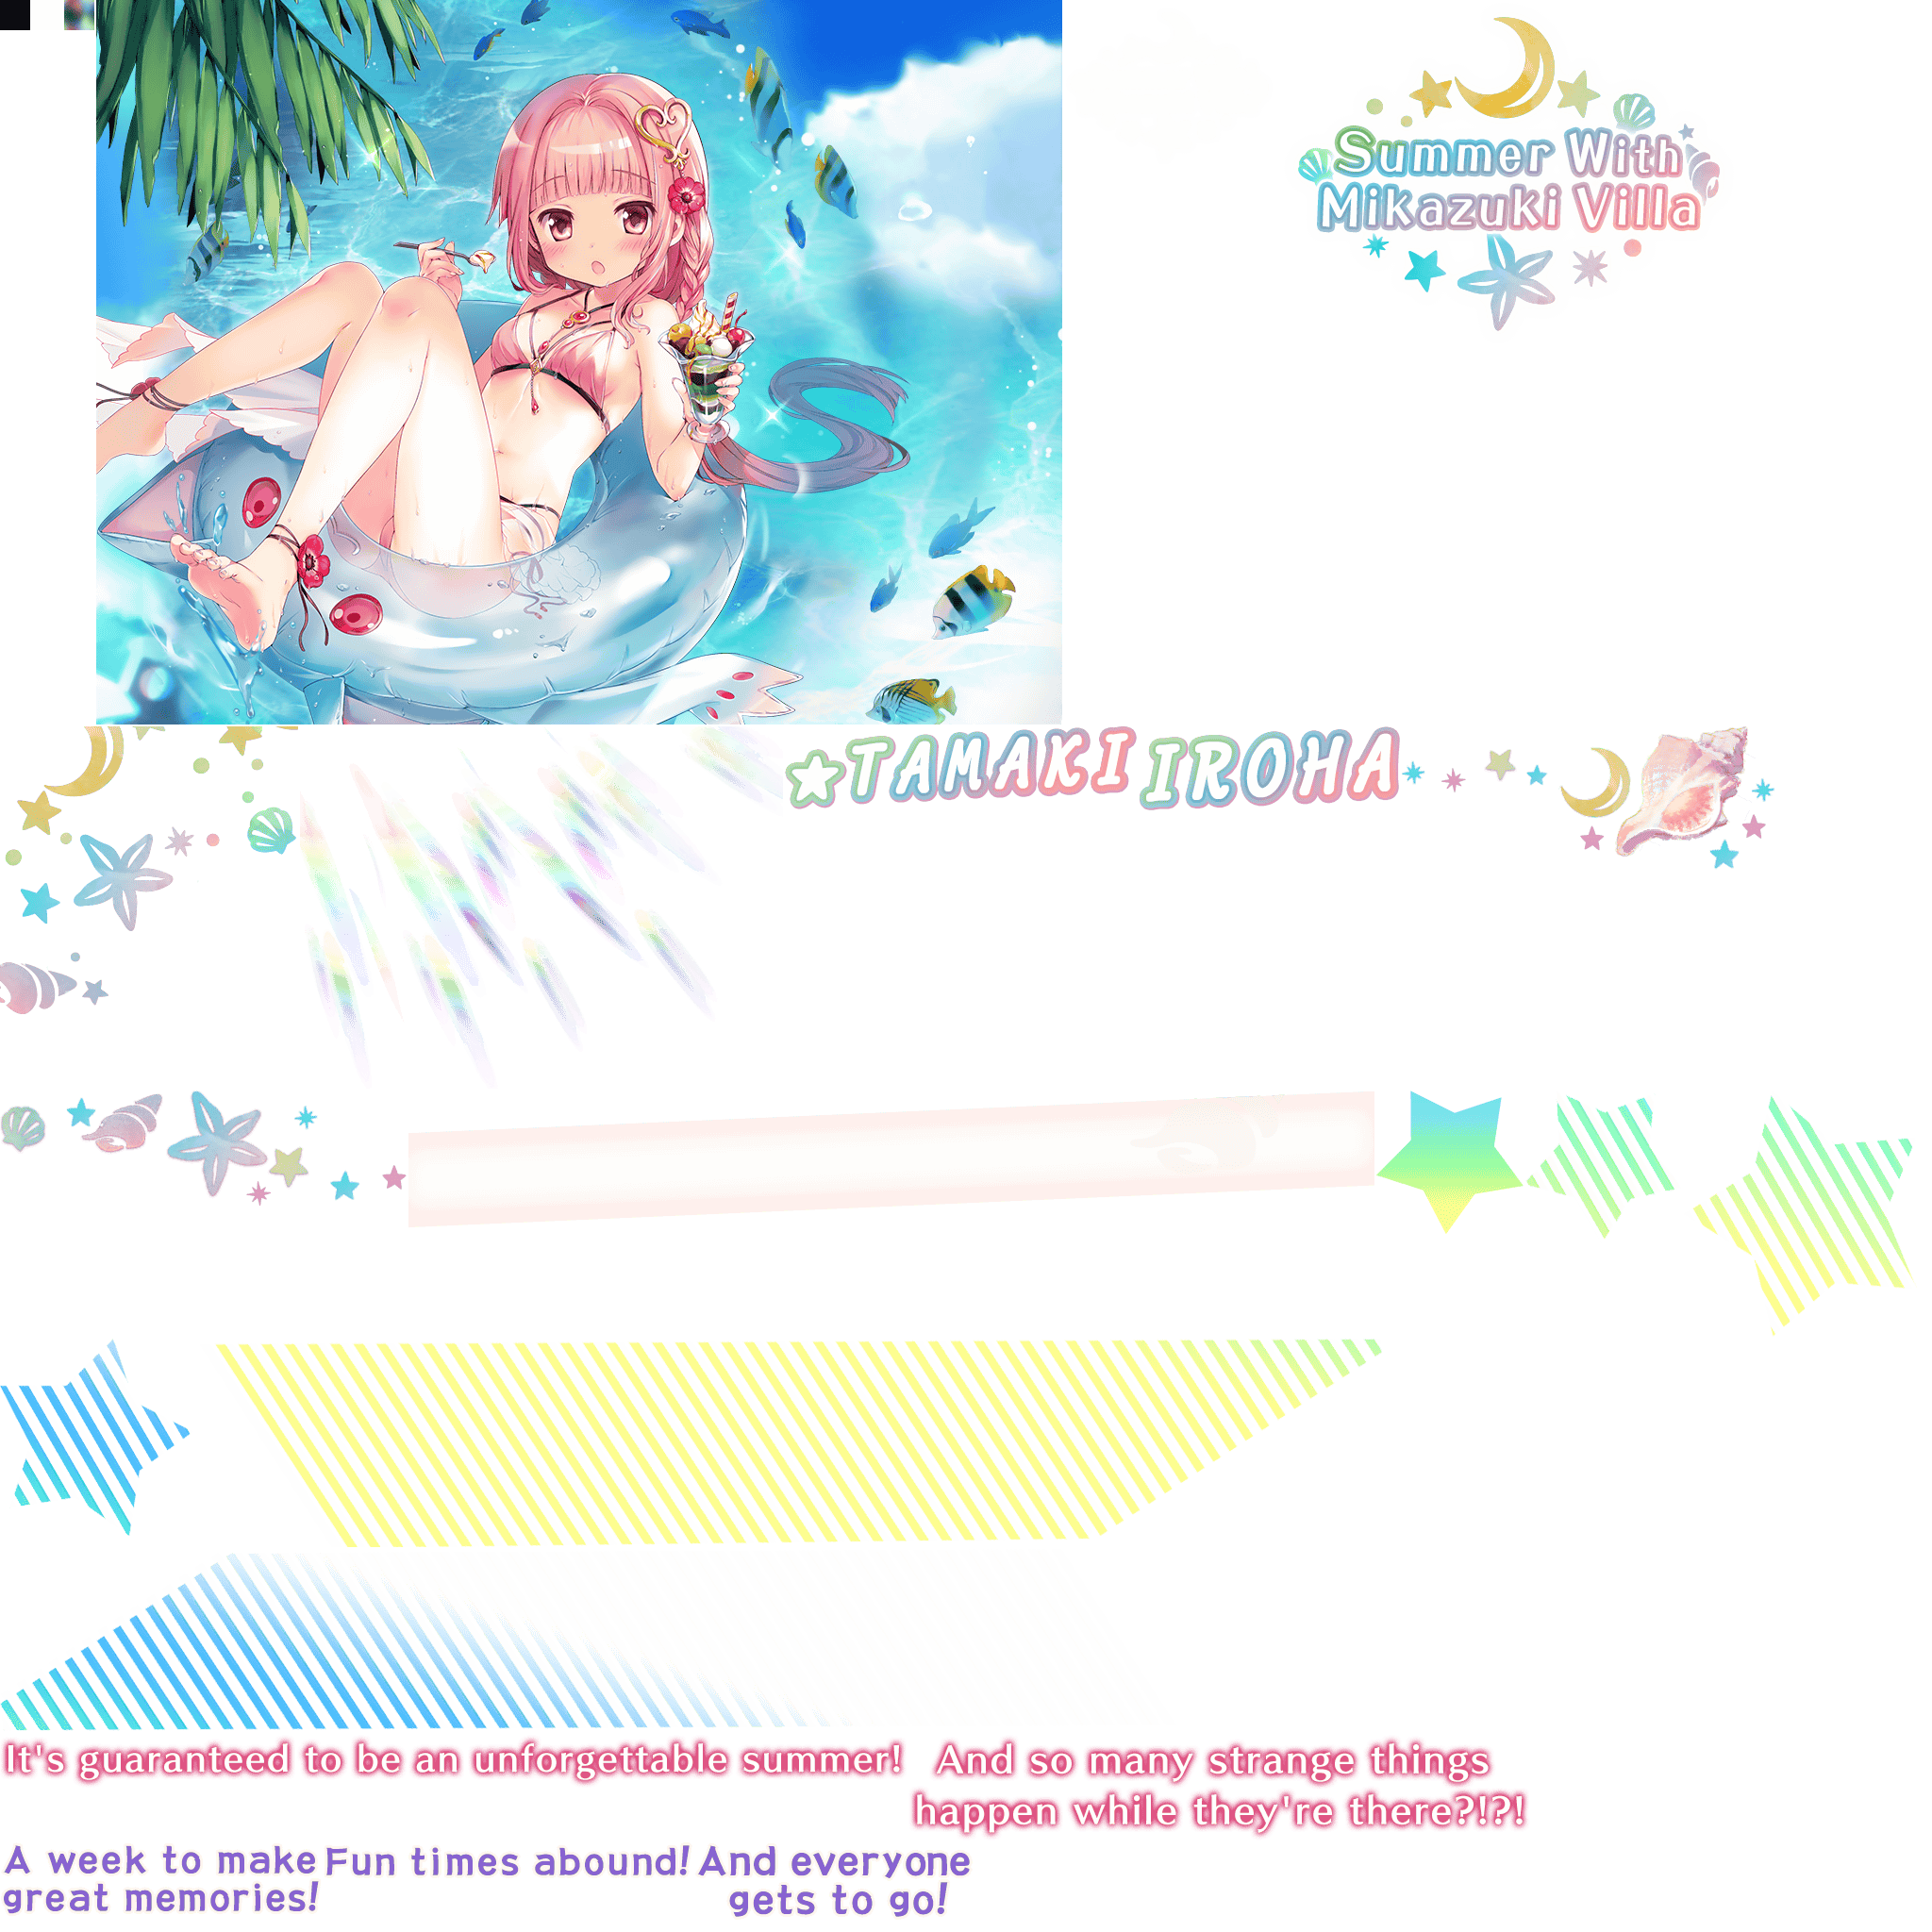 Summer With
Mikazuki Villa
TAMAKI IROHA
It's guaranteed to be an unforgettable summer!
And so many strange things
happen while they're there?!?!
A week to make
great memories!
Fun times abound!
And everyone
gets to go!